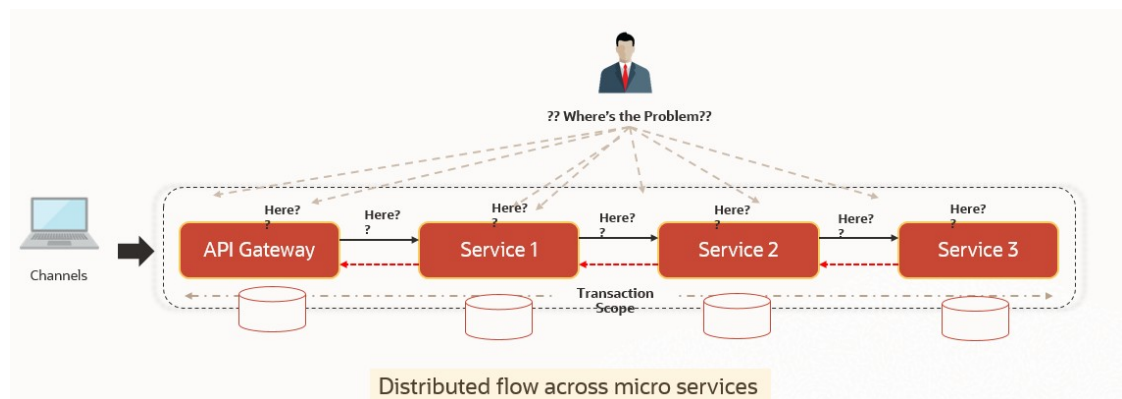 ?? Where's the Problem??
Here?
?
Here?
?
Here?
?
Here?
?
Here?
?
Here?
?
Here?
?
API Gateway
Service 1
Service 2
Service 3
Channels
Transaction
Scope
Distributed flow across micro services